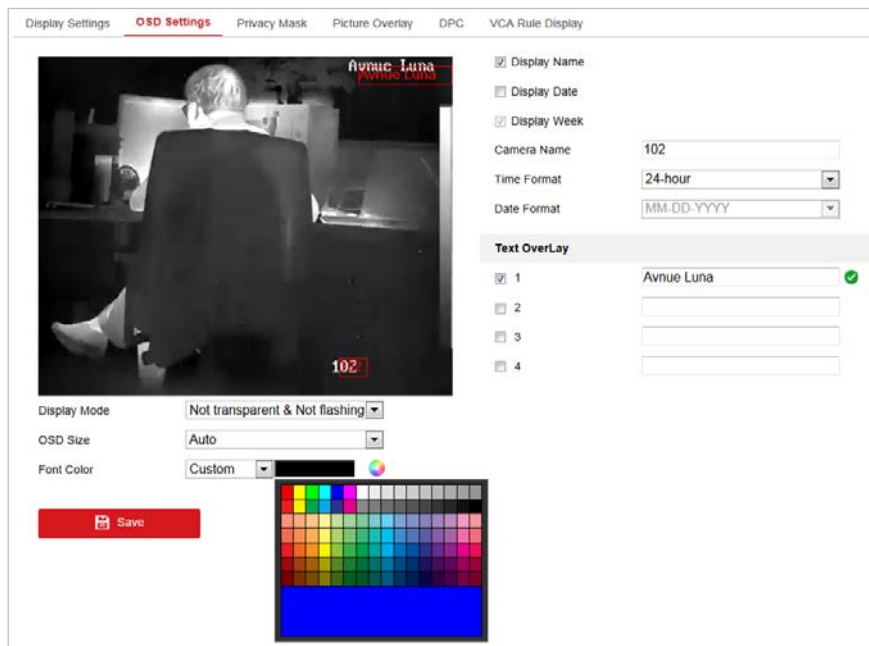 Display Settings OSD Settings Privacy Mask Picture Overlay DPC VCA Rule Display
Avnue Luna
Avnue Luna
102
Display Mode Not transparent & Not flashing
OSD Size Auto
Font Color Custom
Save
Display Name
Display Date
Display Week
Camera Name 102
Time Format 24-hour
Date Format MM-DD-YYYY
Text OverLay
1 Avnue Luna
2
3
4